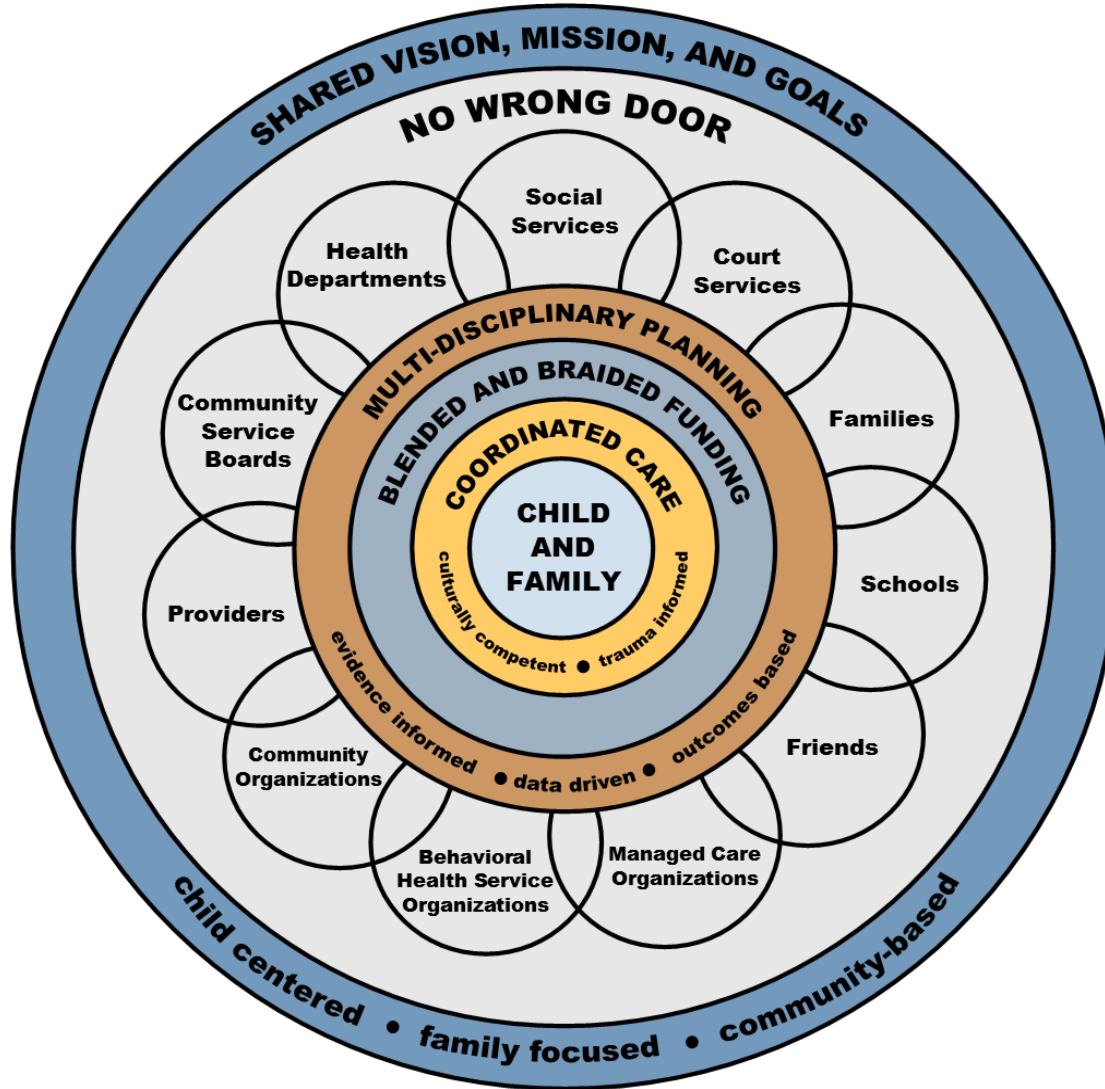 SHARED VISION, MISSION, AND GOALS
NO WRONG DOOR
Social
Services
Court
Services
Families
Schools
Friends
Managed Care
Organizations
Behavioral
Health Service
Organizations
Community
Organizations
Providers
Community
Service
Boards
Health
Departments
MULTI-DISCIPLINARY PLANNING
BLENDED AND BRAIDED FUNDING
COORDINATED CARE
CHILD
AND
FAMILY
culturally competent ● trauma informed
evidence informed ● data driven ● outcomes based
child centered ● family focused ● community-based